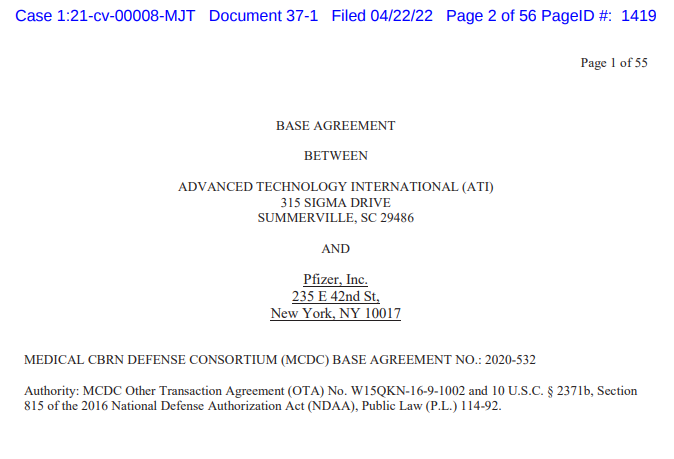 Case 1:21-cv-00008-MJT Document 37-1 Filed 04/22/22 Page 2 of 56 PageID #: 1419
Page 1 of 55
BASE AGREEMENT
BETWEEN
ADVANCED TECHNOLOGY INTERNATIONAL (ATI)
315 SIGMA DRIVE
SUMMERVILLE, SC 29486
AND
Pfizer, Inc.
235 E 42nd St,
New York, NY 10017
MEDICAL CBRN DEFENSE CONSORTIUM (MCDC) BASE AGREEMENT NO.: 2020-532
Authority: MCDC Other Transaction Agreement (OTA) No. W15QKN-16-9-1002 and 10 U.S.C. § 2371b, Section
815 of the 2016 National Defense Authorization Act (NDAA), Public Law (P.L.) 114-92.